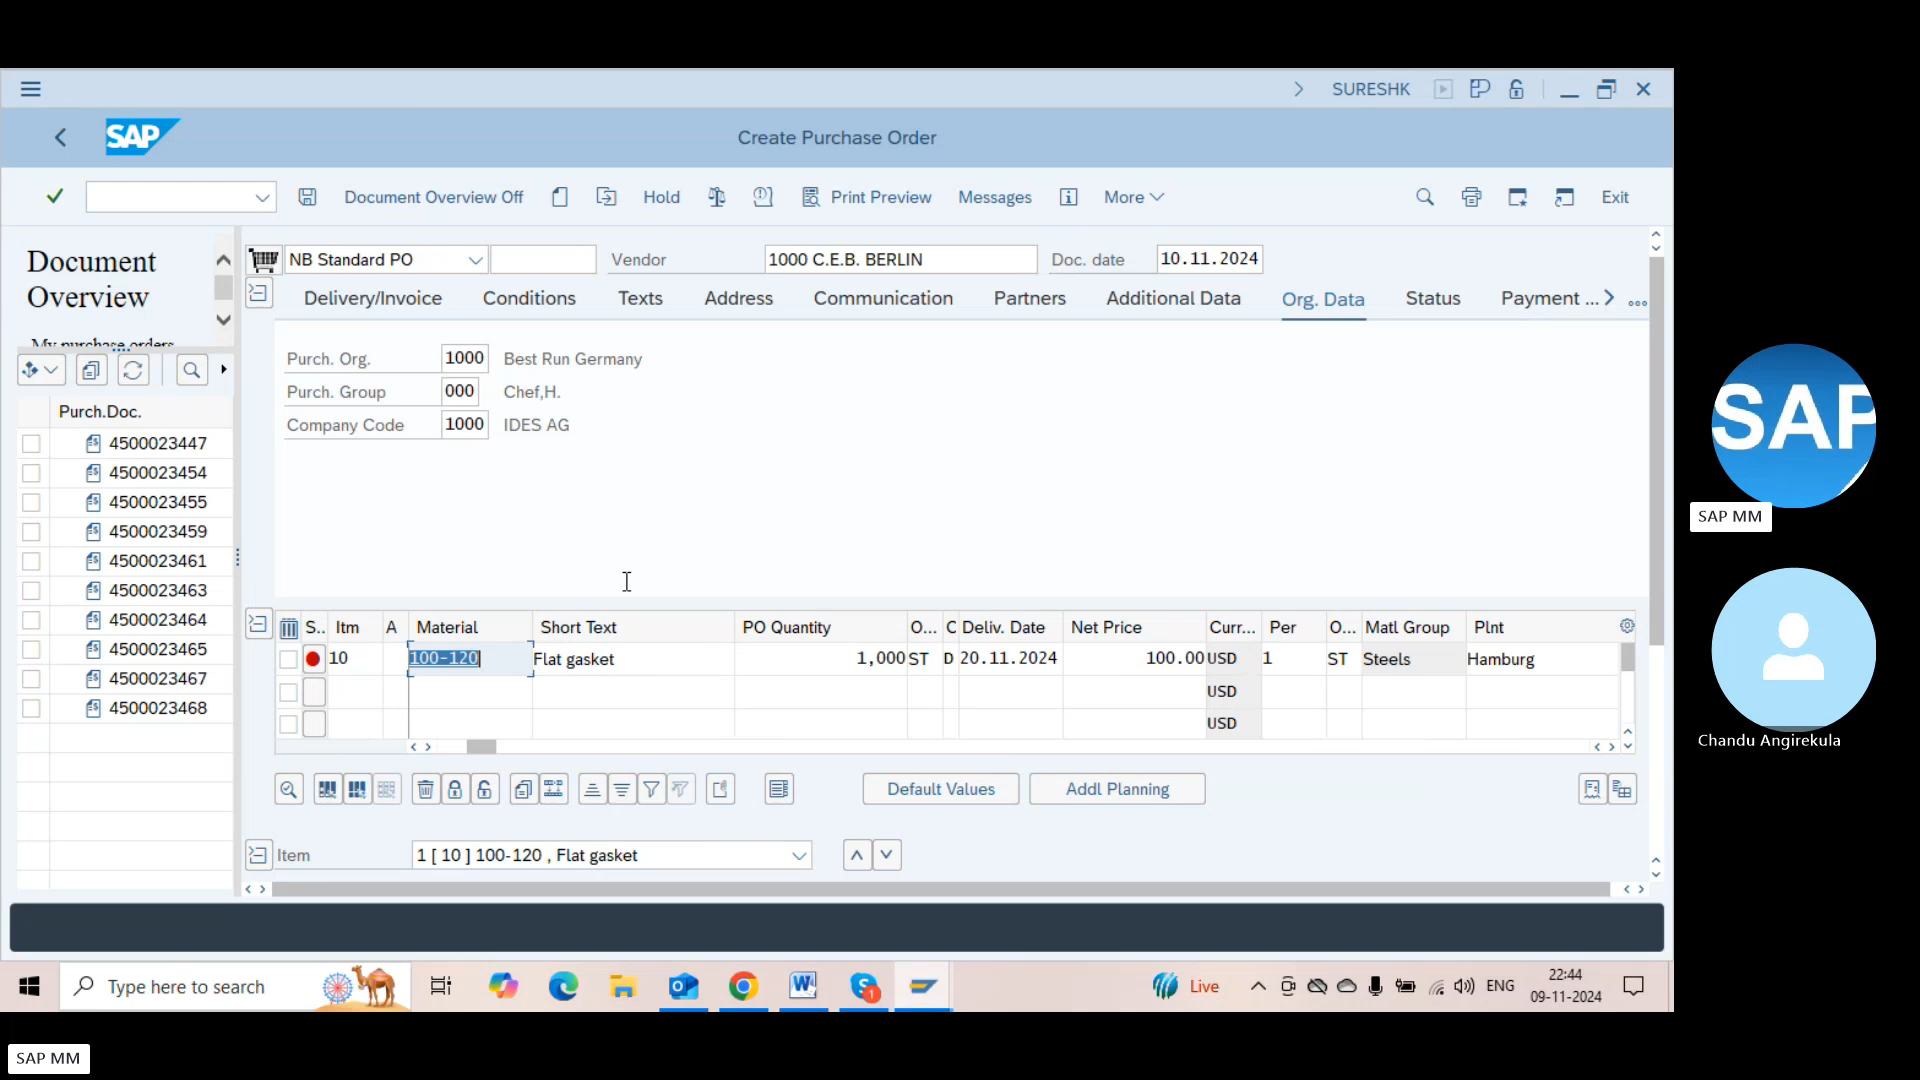 SURESHK
SAP
Create Purchase Order
Document Overview Off
Hold
Print Preview
Messages
More
Exit
Document
Overview
My purchase orders
Purch.Doc.
4500023447
4500023454
4500023455
4500023459
4500023461
4500023463
4500023464
4500023465
4500023467
4500023468
NB Standard PO
Vendor
1000 C.E.B. BERLIN
Doc. date
10.11.2024
Delivery/Invoice
Conditions
Texts
Address
Communication
Partners
Additional Data
Org. Data
Status
Payment ...
Purch. Org. 1000 Best Run Germany
Purch. Group 000 Chef,H.
Company Code 1000 IDES AG
S.. Itm A Material Short Text PO Quantity O... C Deliv. Date Net Price Curr... Per O... Matl Group Plnt
10 100-120 Flat gasket 1,000 ST D 20.11.2024 100.00 USD 1 ST Steels Hamburg
USD
USD
Default Values
Addl Planning
Item
1 [ 10 ] 100-120 , Flat gasket
Type here to search
Live
ENG
22:44
09-11-2024
SAP
SAP MM
Chandu Angirekula
SAP MM